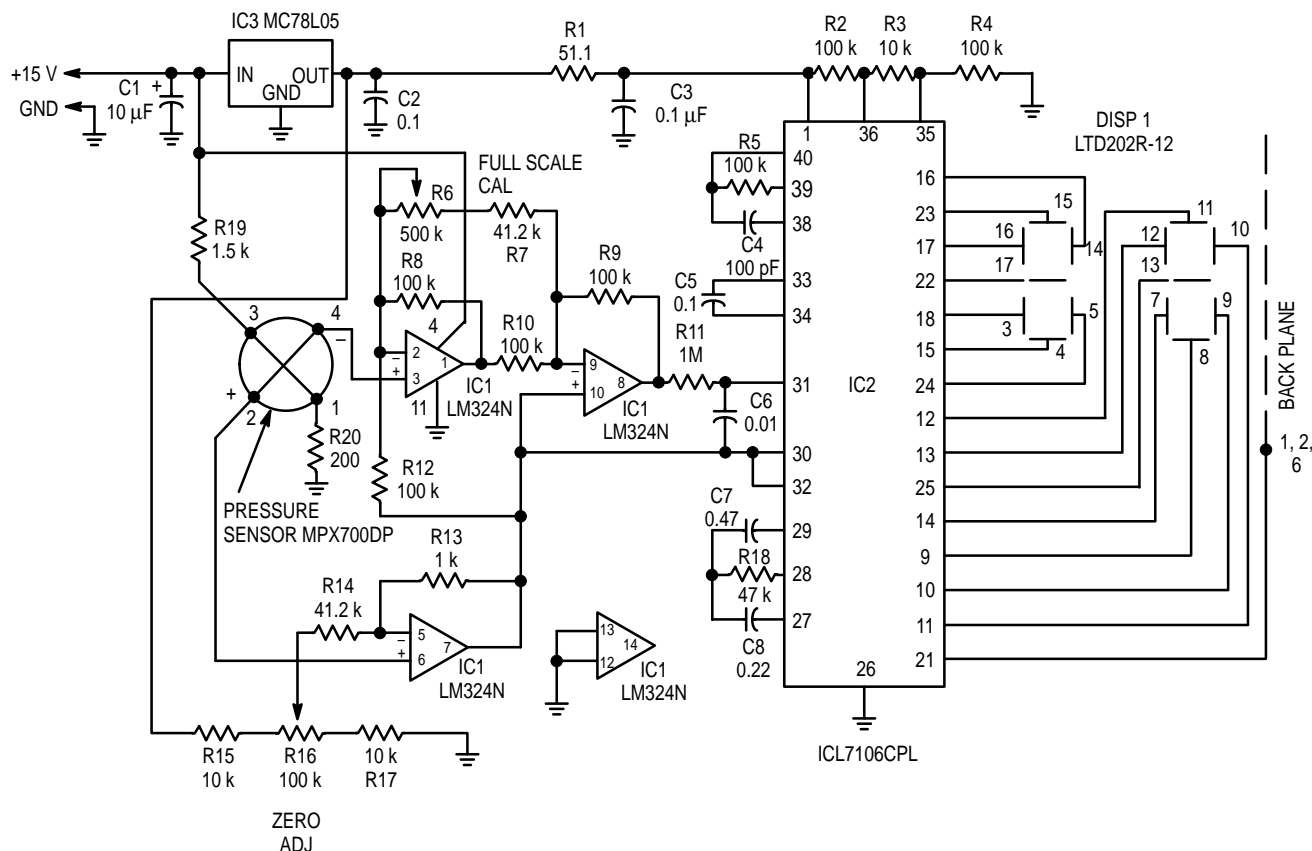 IC3 MC78L05
+15 V
GND
C1
+
10 µF
IN
OUT
GND
C2
0.1
R1
51.1
C3
0.1 µF
R2
100 k
R3
10 k
R4
100 k
DISP 1
LTD202R-12
1
36
35
40
39
38
33
34
31
30
32
29
28
27
26
IC2
ICL7106CPL
16
23
17
22
18
15
24
12
13
25
14
9
10
11
21
R5
100 k
C4
100 pF
C5
0.1
15
16
14
17
3
5
4
11
12
10
13
7
9
8
BACK PLANE
1, 2,
6
R19
1.5 k
R6
500 k
FULL SCALE
CAL
41.2 k
R7
R8
100 k
R9
100 k
R10
100 k
R11
1M
C6
0.01
3
4
–
+
2
1
R20
200
PRESSURE
SENSOR MPX700DP
4
2
–
+
3
1
11
IC1
LM324N
9
–
+
10
8
IC1
LM324N
R12
100 k
R13
1 k
R14
41.2 k
5
–
+
6
7
IC1
LM324N
13
12
14
IC1
LM324N
C7
0.47
R18
47 k
C8
0.22
R15
10 k
R16
100 k
10 k
R17
ZERO
ADJ